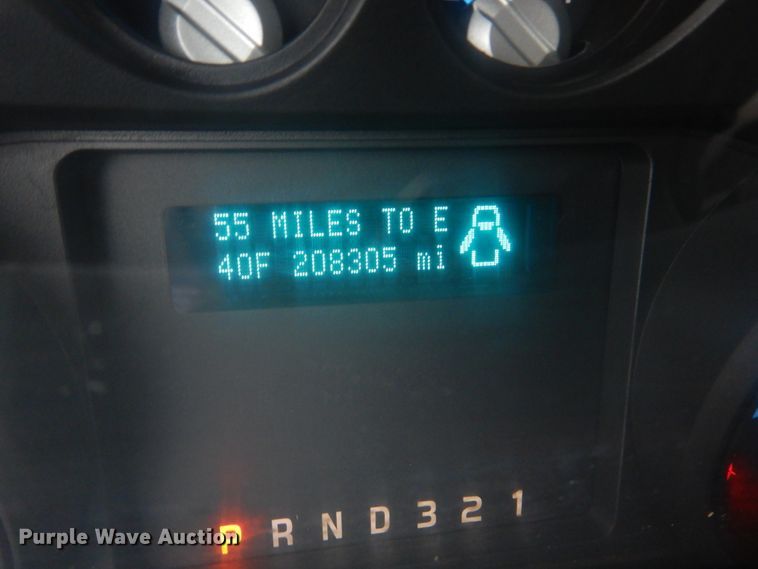 55 MILES TO E
40F 208305 mi
P R N D 3 2 1
Purple Wave Auction